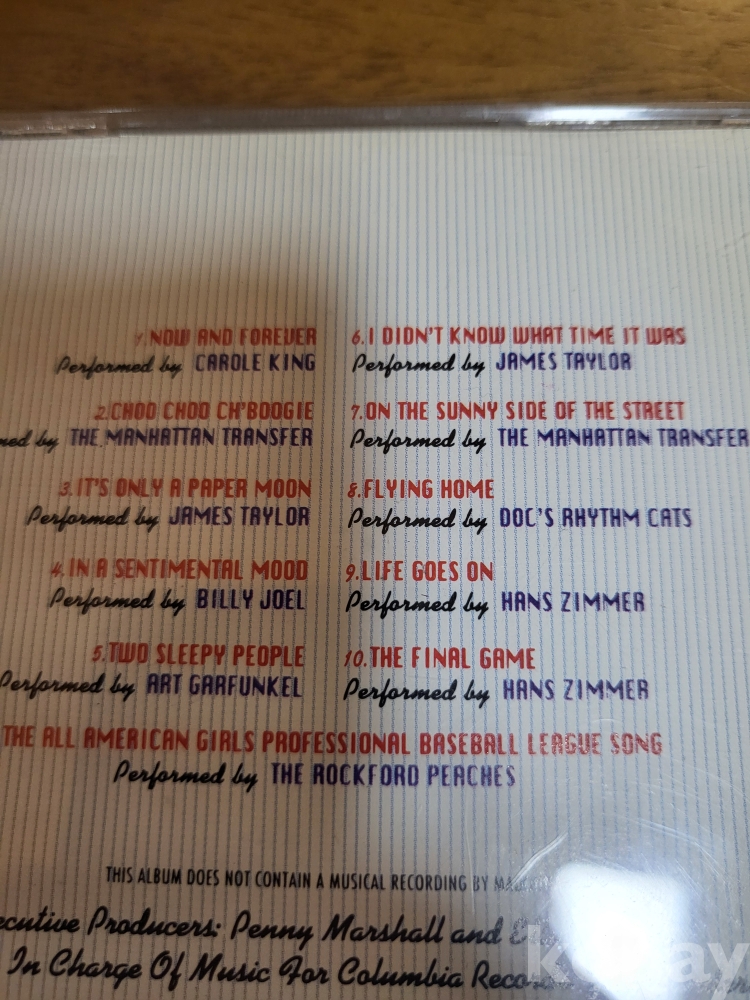 1. NOW AND FOREVER
Performed by CAROLE KING
2. CHOO CHOO CH'BOOGIE
med by THE MANHATTAN TRANSFER
3. IT'S ONLY A PAPER MOON
Performed by JAMES TAYLOR
4. IN A SENTIMENTAL MOOD
Performed by BILLY JOEL
5. TWO SLEEPY PEOPLE
Performed by ART GARFUNKEL
6. I DIDN'T KNOW WHAT TIME IT WAS
Performed by JAMES TAYLOR
7. ON THE SUNNY SIDE OF THE STREET
Performed by THE MANHATTAN TRANSFER
8. FLYING HOME
Performed by DOC'S RHYTHM CATS
9. LIFE GOES ON
Performed by HANS ZIMMER
10. THE FINAL GAME
Performed by HANS ZIMMER
THE ALL AMERICAN GIRLS PROFESSIONAL BASEBALL LEAGUE SONG
Performed by THE ROCKFORD PEACHES
THIS ALBUM DOES NOT CONTAIN A MUSICAL RECORDING BY
ecutive Producers: Penny Marshall and
In Charge Of Music For Columbia